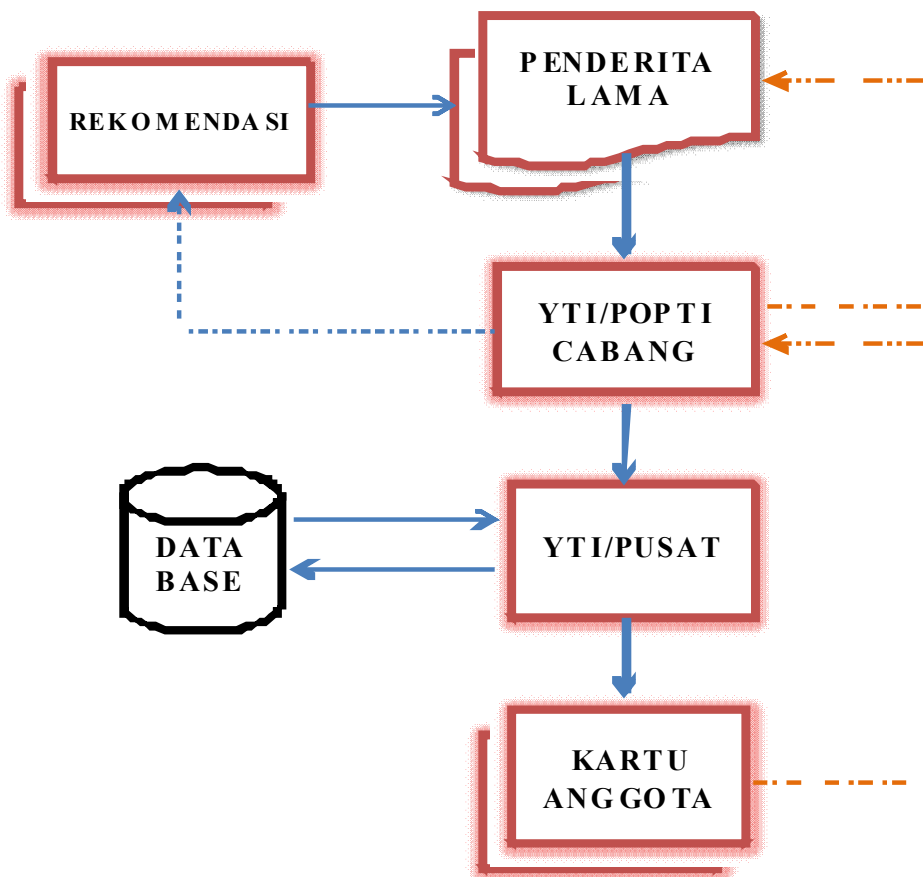 PENDERITA
LAMA
REKOMENDASI
YTI/POPTI
CABANG
YTI/PUSAT
DATA
BASE
KARTU
ANGGOTA